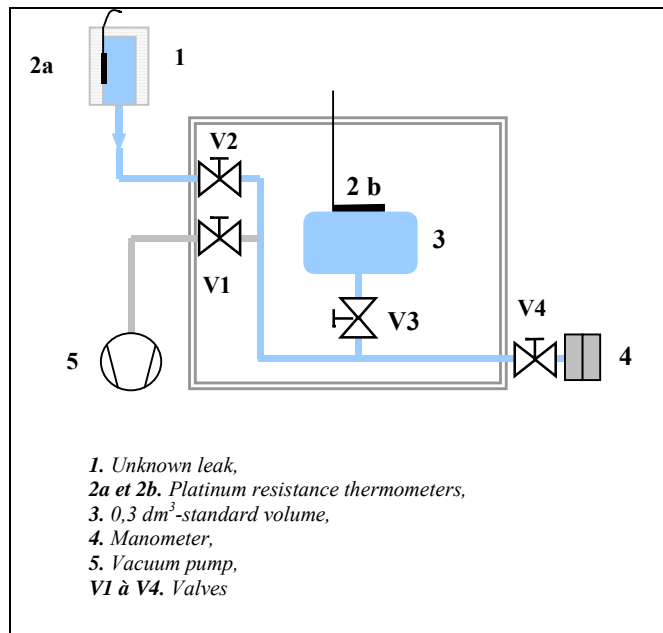 2a
1
V2
2 b
3
V1
V3
V4
5
4
1. Unknown leak,
2a et 2b. Platinum resistance thermometers,
3. 0,3 dm³-standard volume,
4. Manometer,
5. Vacuum pump,
V1 à V4. Valves